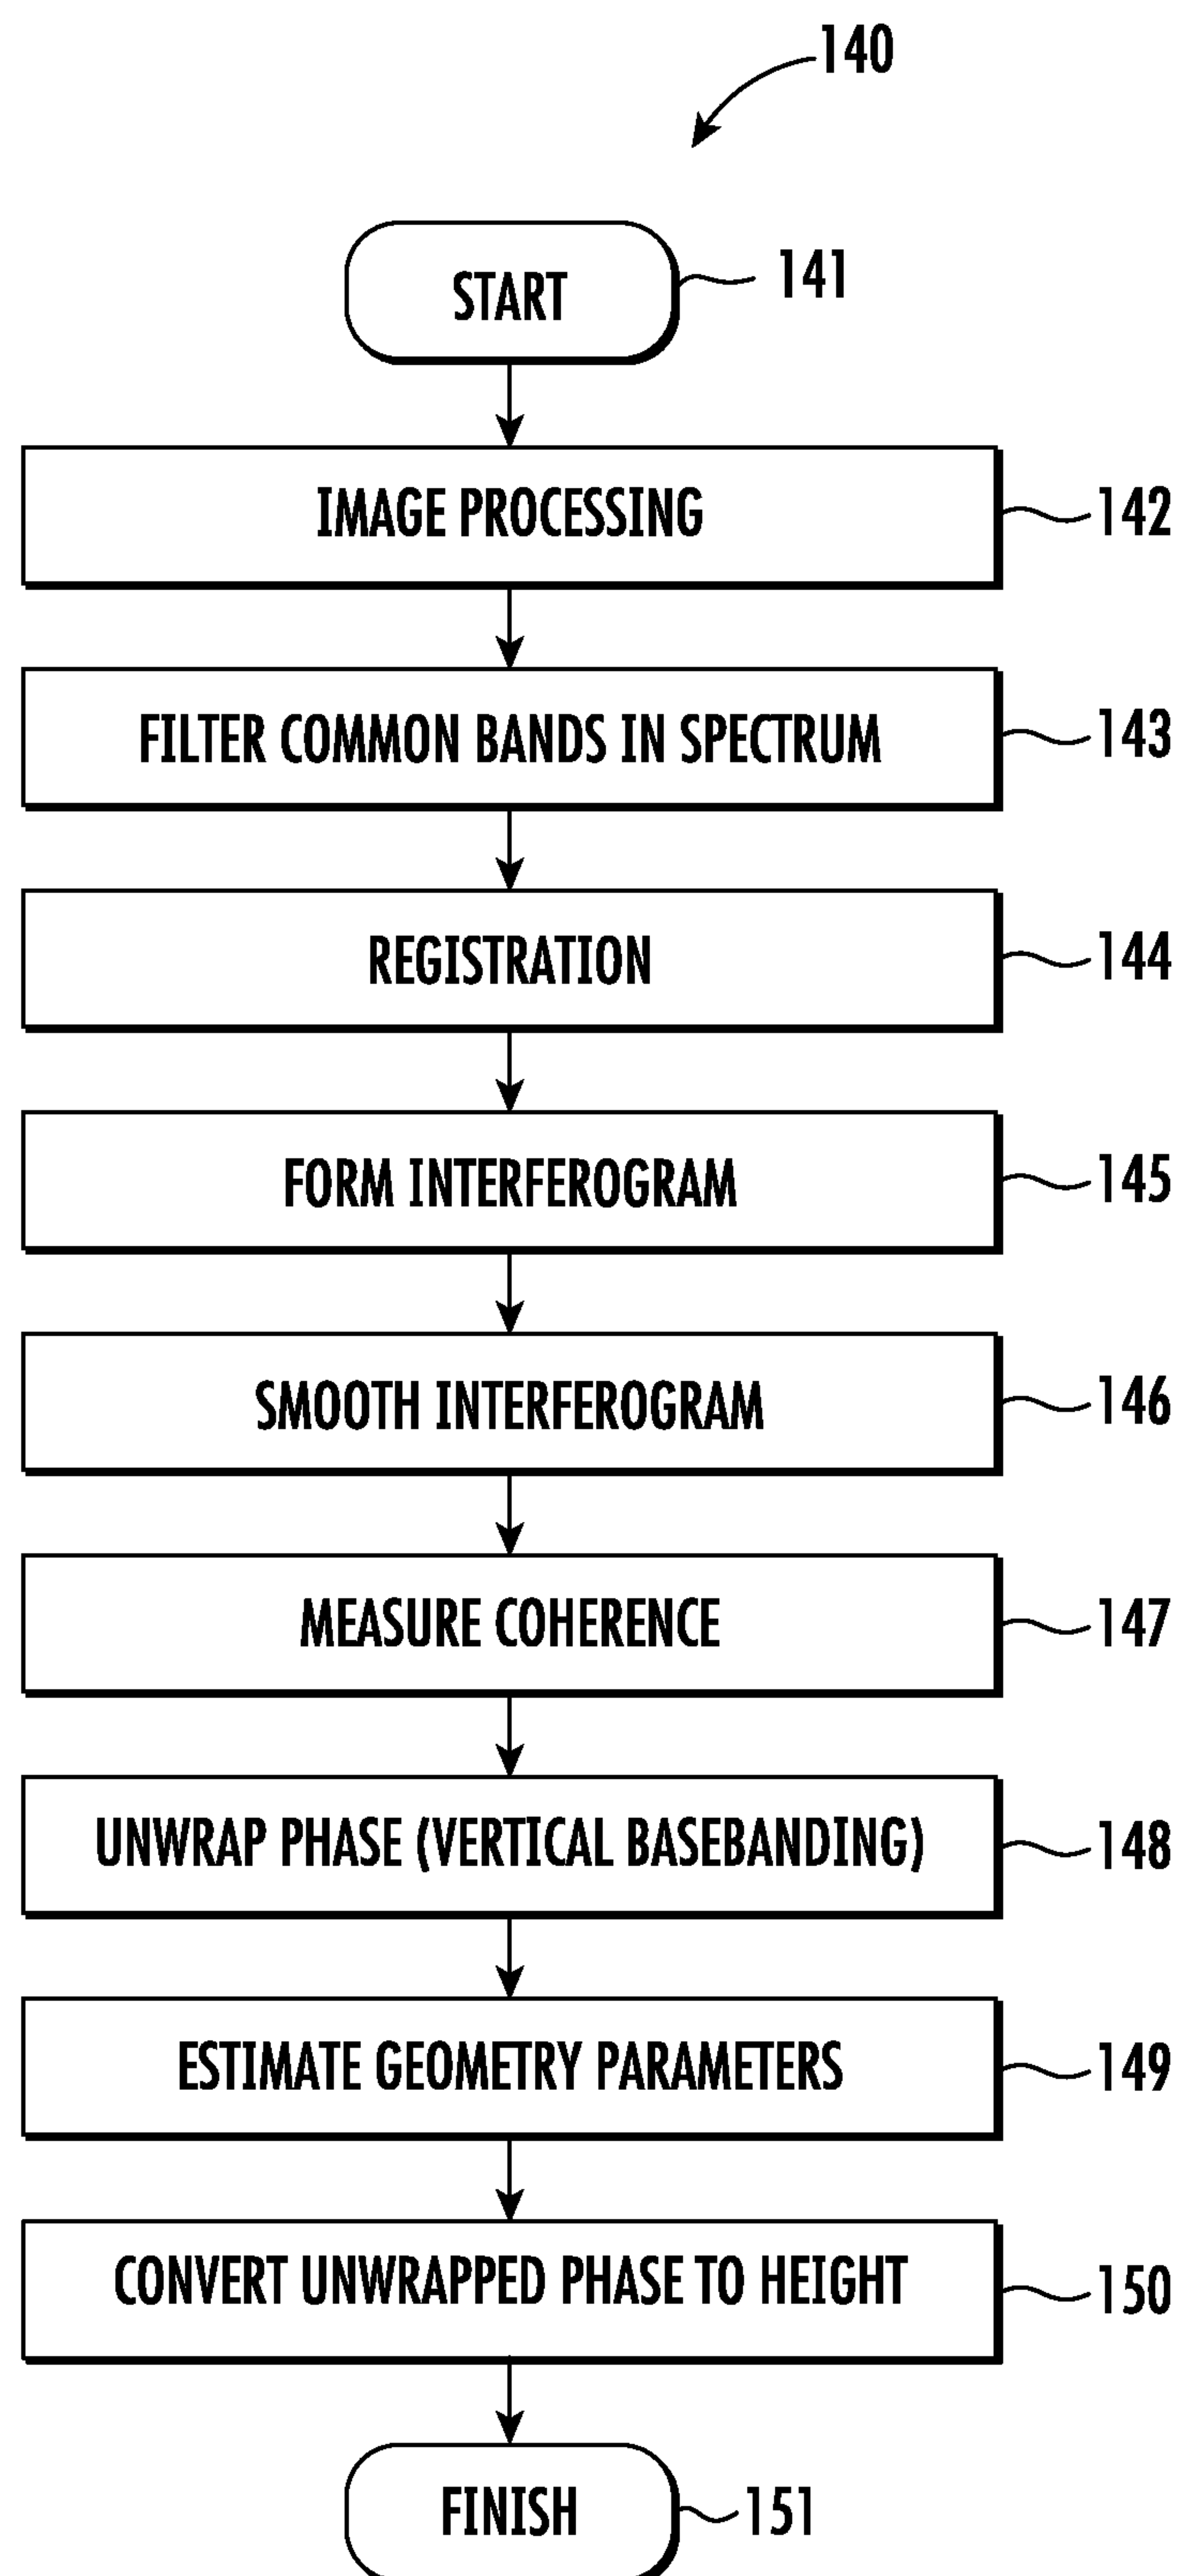 140
START
141
IMAGE PROCESSING
142
FILTER COMMON BANDS IN SPECTRUM
143
REGISTRATION
144
FORM INTERFEROGRAM
145
SMOOTH INTERFEROGRAM
146
MEASURE COHERENCE
147
UNWRAP PHASE (VERTICAL BASEBANDING)
148
ESTIMATE GEOMETRY PARAMETERS
149
CONVERT UNWRAPPED PHASE TO HEIGHT
150
FINISH
151